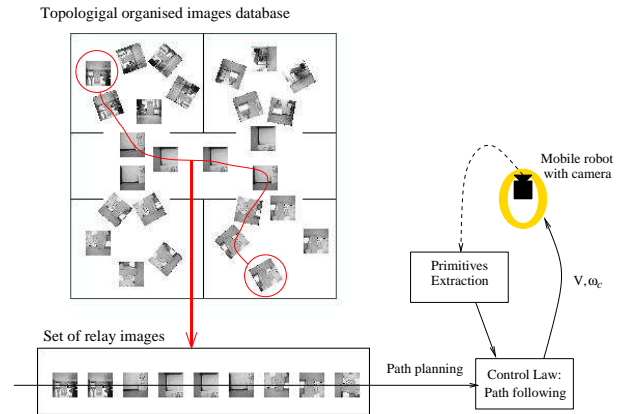 Topoligigal organised images database
Mobile robot
with camera
Primitives
Extraction
V,ω_c
Set of relay images
Path planning
Control Law:
Path following